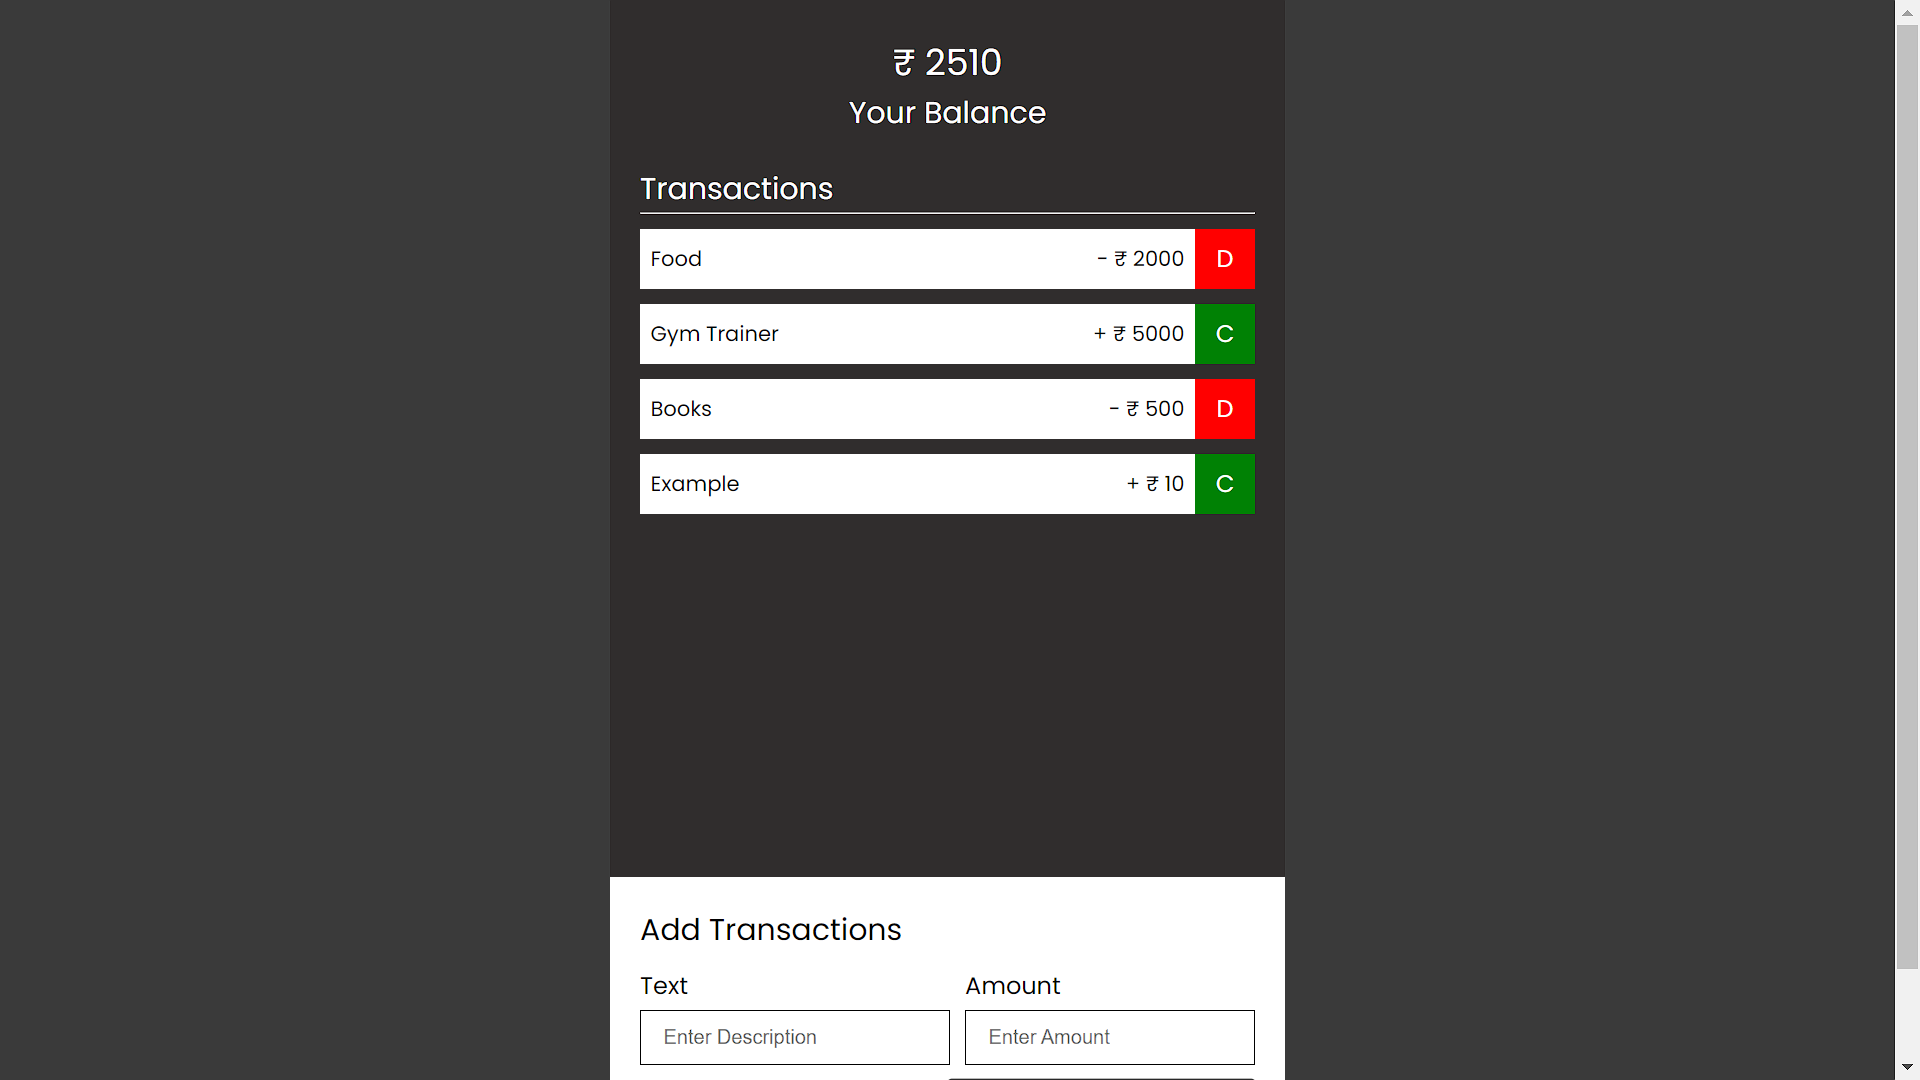 ₹ 2510
Your Balance
Transactions
Food - ₹ 2000 D
Gym Trainer + ₹ 5000 C
Books - ₹ 500 D
Example + ₹ 10 C
Add Transactions
Text Amount
Enter Description Enter Amount